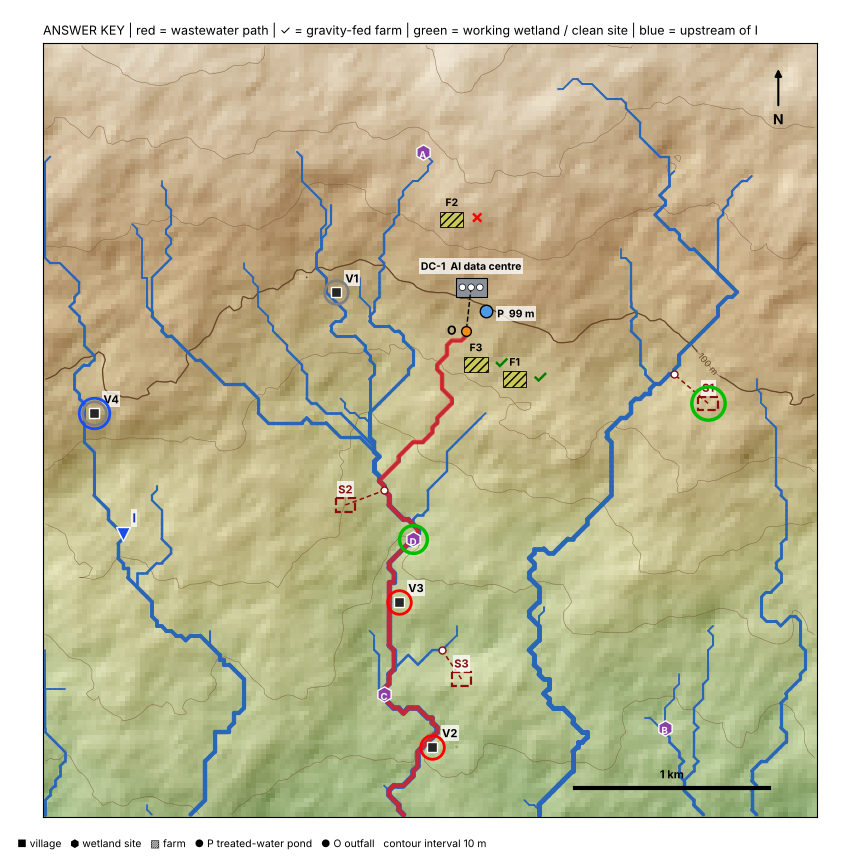 ANSWER KEY | red = wastewater path | ✓ = gravity-fed farm | green = working wetland / clean site | blue = upstream of I
N
A
F2
DC-1 AI data centre
V1
P 99 m
O
F3
F1
100 m
S1
V4
S2
I
D
V3
S3
C
B
V2
1 km
village wetland site farm P treated-water pond O outfall contour interval 10 m